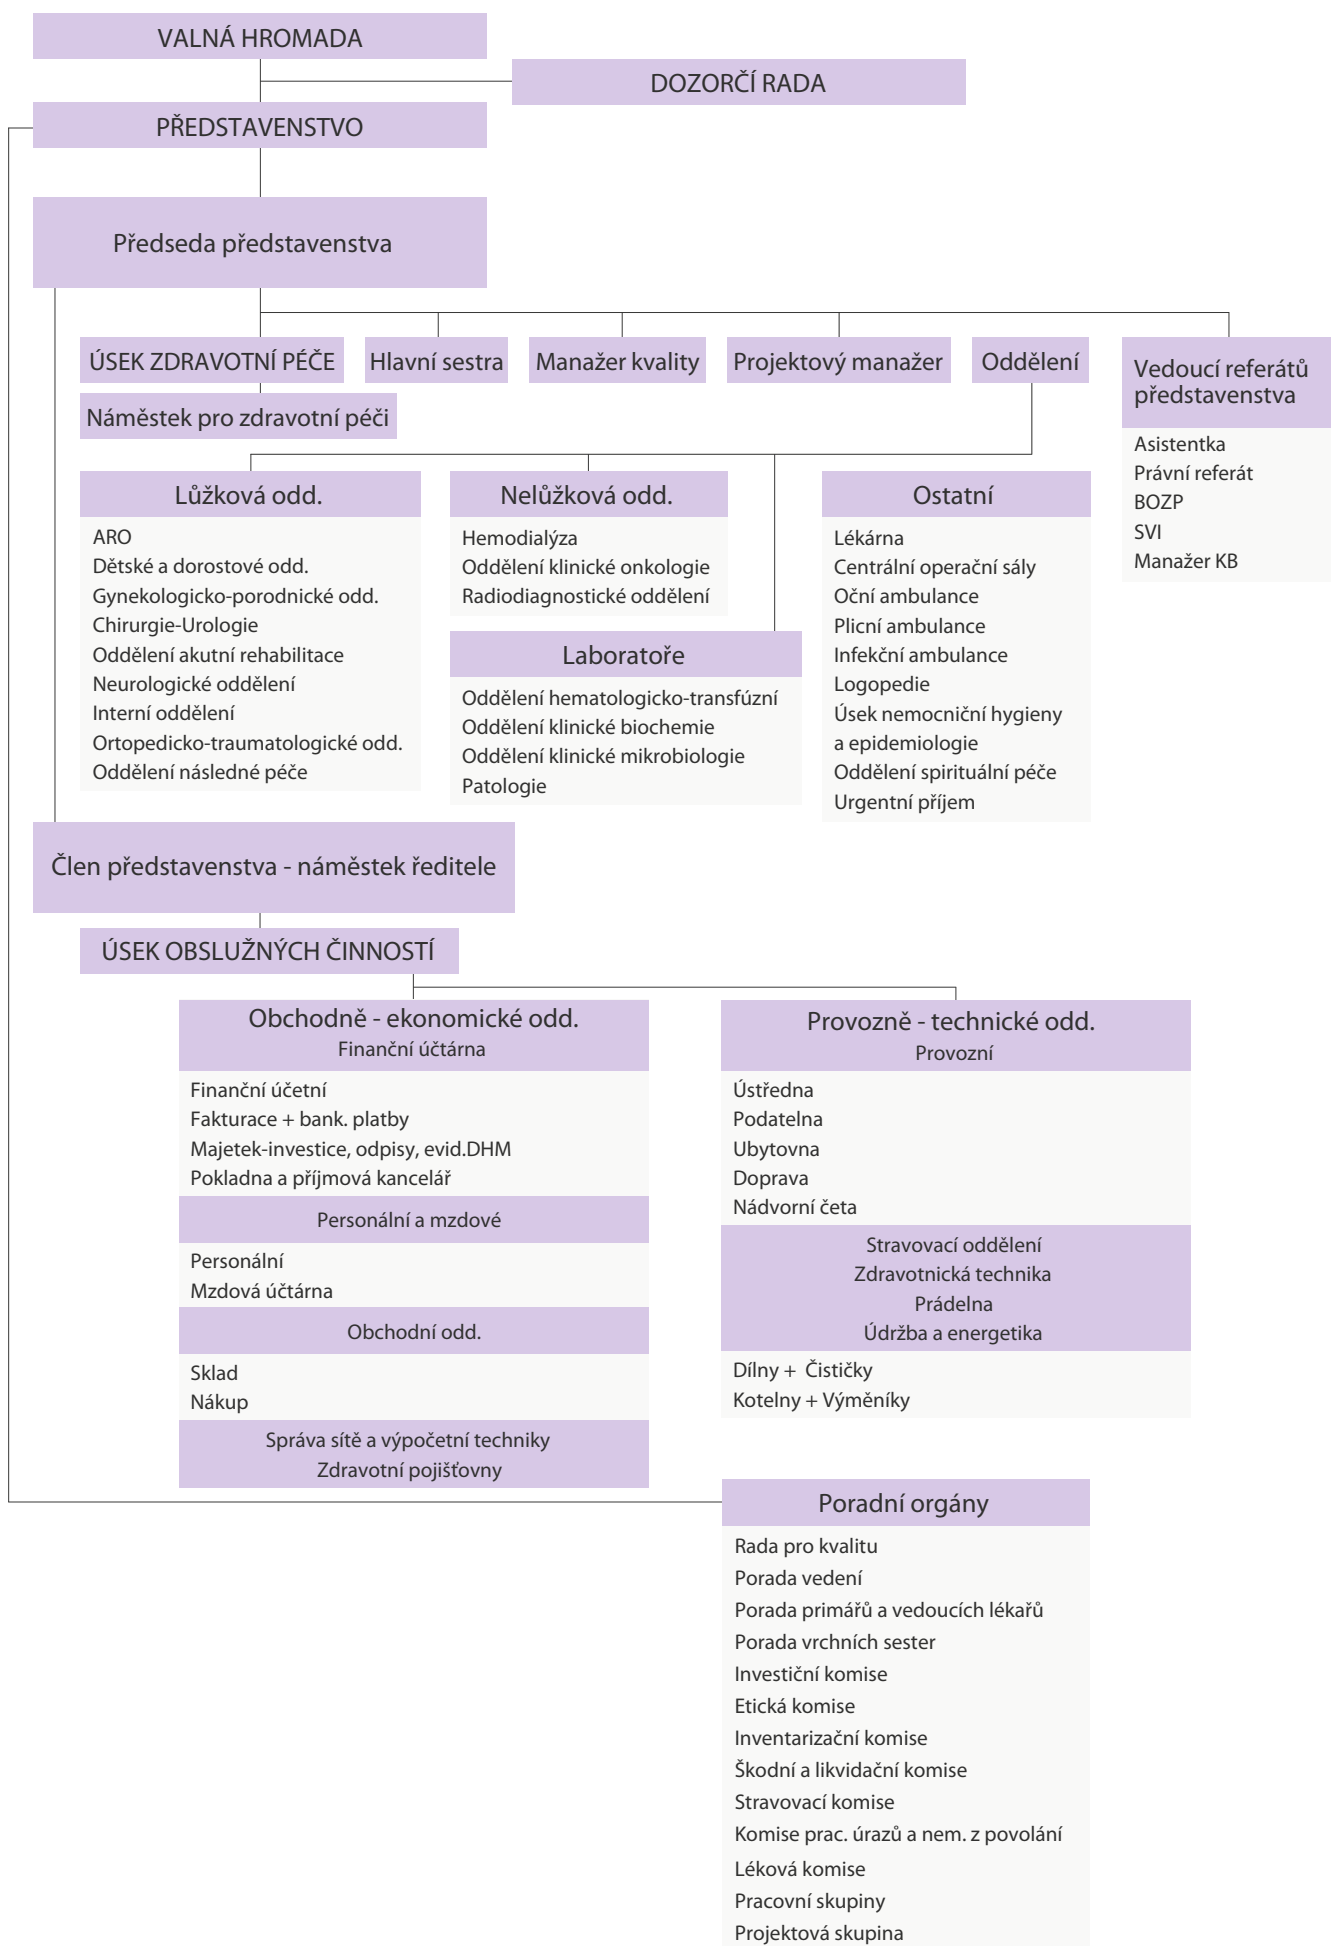 VALNÁ HROMADA
DOZORČÍ RADA
PŘEDSTAVENSTVO
Předseda představenstva
ÚSEK ZDRAVOTNÍ PÉČE
Hlavní sestra
Manažer kvality
Projektový manažer
Oddělení
Vedoucí referátů
představenstva
Asistentka
Právní referát
BOZP
SVI
Manažer KB
Náměstek pro zdravotní péči
Lůžková odd.
ARO
Dětské a dorostové odd.
Gynekologicko-porodnické odd.
Chirurgie-Urologie
Oddělení akutní rehabilitace
Neurologické oddělení
Interní oddělení
Ortopedicko-traumatologické odd.
Oddělení následné péče
Nelůžková odd.
Hemodialýza
Oddělení klinické onkologie
Radiodiagnostické oddělení
Laboratoře
Oddělení hematologicko-transfúzní
Oddělení klinické biochemie
Oddělení klinické mikrobiologie
Patologie
Ostatní
Lékárna
Centrální operační sály
Oční ambulance
Plicní ambulance
Infekční ambulance
Logopedie
Úsek nemocniční hygieny
a epidemiologie
Oddělení spirituální péče
Urgentní příjem
Člen představenstva - náměstek ředitele
ÚSEK OBSLUŽNÝCH ČINNOSTÍ
Obchodně - ekonomické odd.
Finanční účtárna
Finanční účetní
Fakturace + bank. platby
Majetek-investice, odpisy, evid.DHM
Pokladna a příjmová kancelář
Personální a mzdové
Personální
Mzdová účtárna
Obchodní odd.
Sklad
Nákup
Správa sítě a výpočetní techniky
Zdravotní pojišťovny
Provozně - technické odd.
Provozní
Ústředna
Podatelna
Ubytovna
Doprava
Nádvorní četa
Stravovací oddělení
Zdravotnická technika
Prádelna
Údržba a energetika
Dílny + Čističky
Kotelny + Výměníky
Poradní orgány
Rada pro kvalitu
Porada vedení
Porada primářů a vedoucích lékařů
Porada vrchních sester
Investiční komise
Etická komise
Inventarizační komise
Škodní a likvidační komise
Stravovací komise
Komise prac. úrazů a nem. z povolání
Léková komise
Pracovní skupiny
Projektová skupina